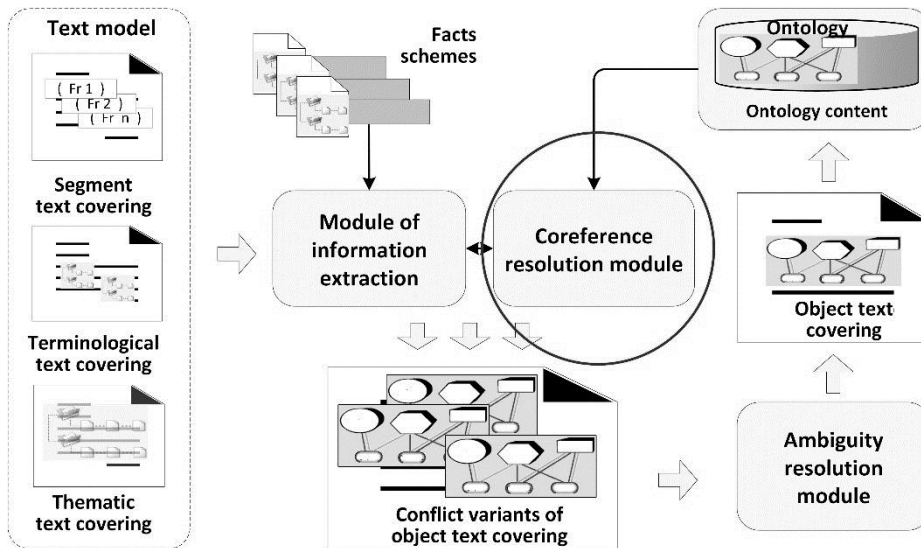 Text model
( Fr 1 )
( Fr 2 )
( Fr n )
Segment
text covering
Terminological
text covering
Thematic
text covering
Facts
schemes
Module of
information
extraction
Coreference
resolution module
Ontology
Ontology content
Object text
covering
Ambiguity
resolution
module
Conflict variants of
object text covering